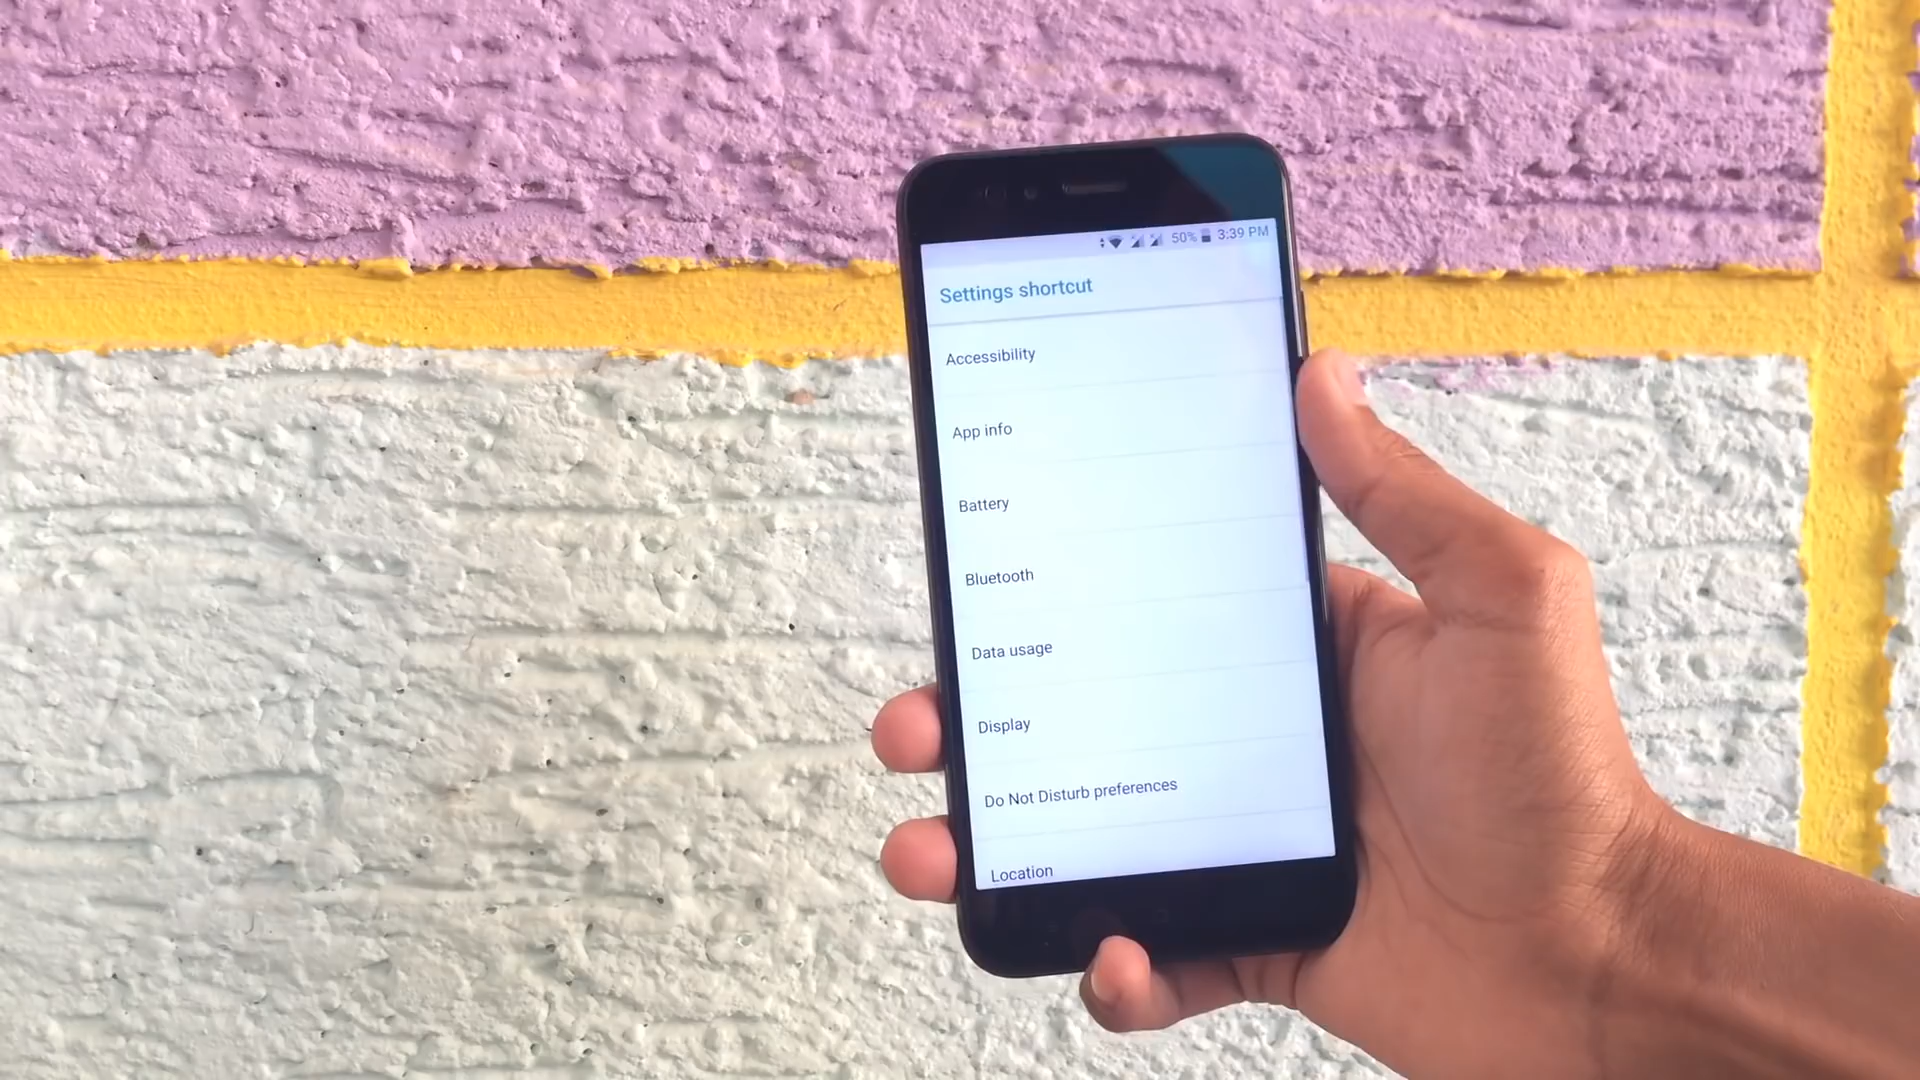 50% 3:39 PM
Settings shortcut
Accessibility
App info
Battery
Bluetooth
Data usage
Display
Do Not Disturb preferences
Location